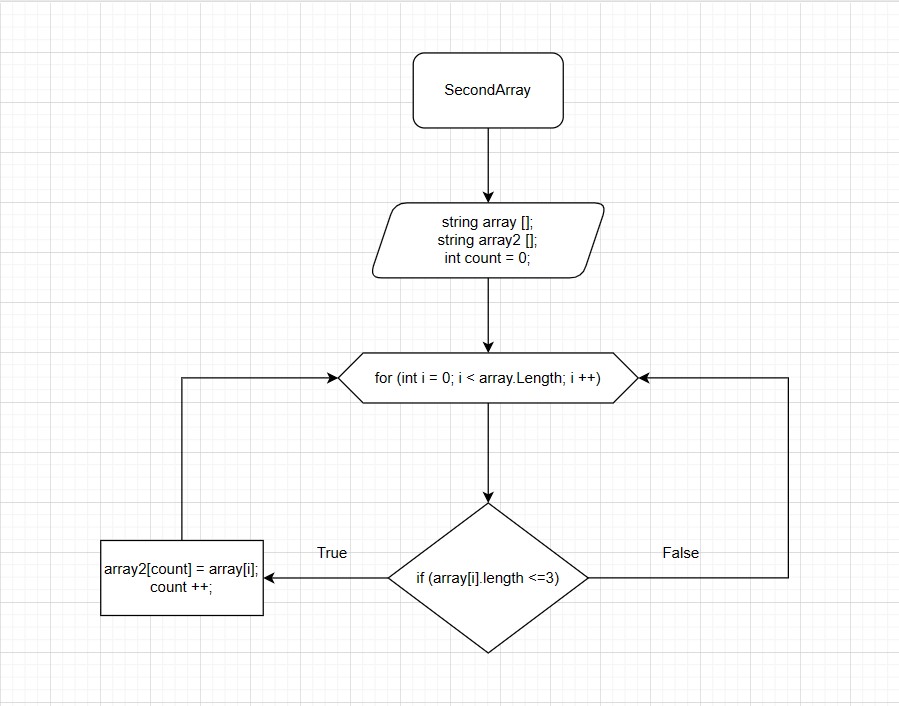 SecondArray
string array [];
string array2 [];
int count = 0;
for (int i = 0; i < array.Length; i ++)
True
False
if (array[i].length <=3)
array2[count] = array[i];
count ++;